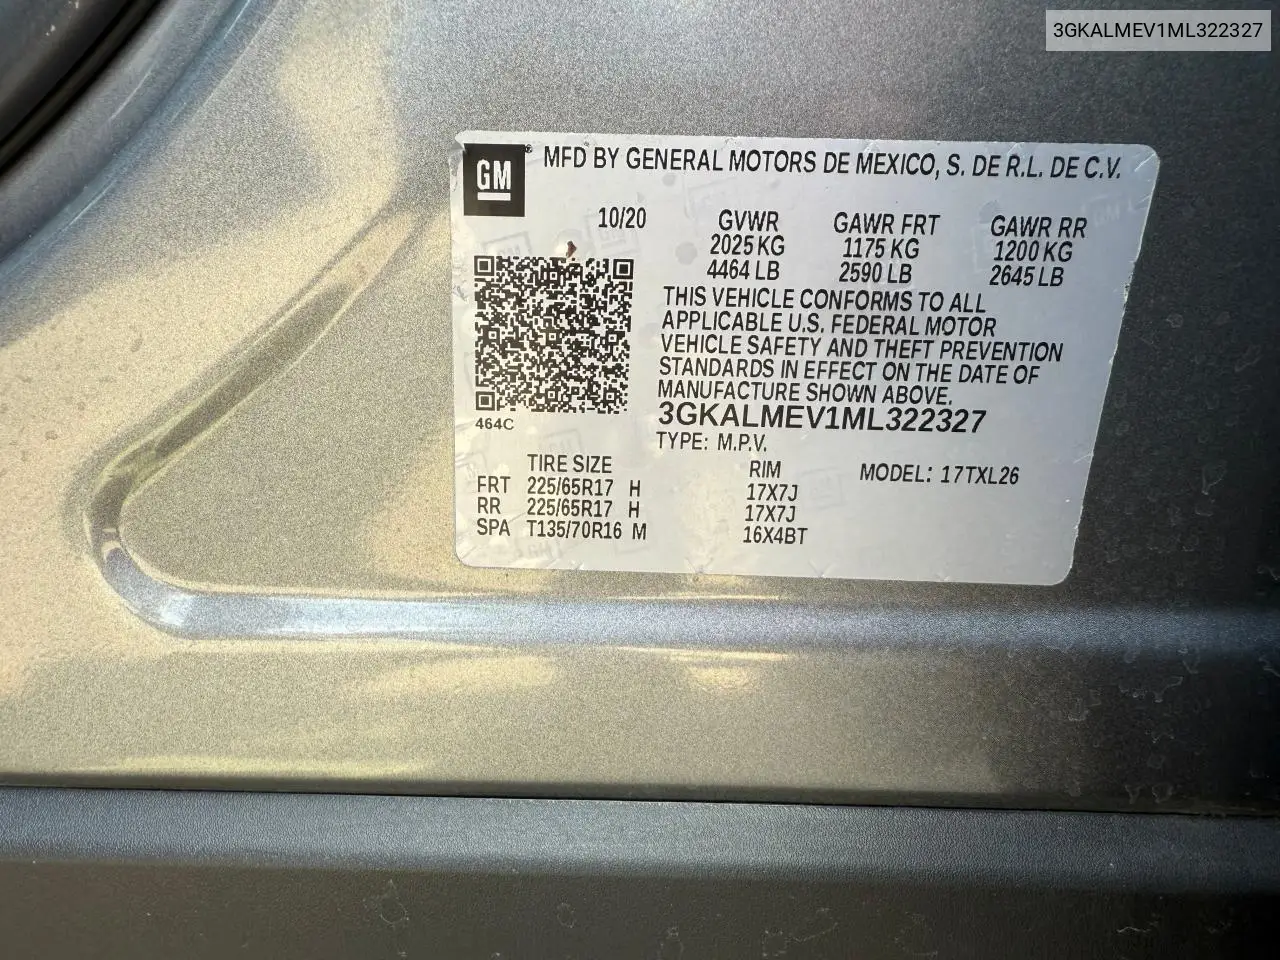 3GKALMEV1ML322327
GM ® MFD BY GENERAL MOTORS DE MEXICO, S. DE R.L. DE C.V.
10/20 GVWR GAWR FRT GAWR RR
2025 KG 1175 KG 1200 KG
4464 LB 2590 LB 2645 LB
THIS VEHICLE CONFORMS TO ALL
APPLICABLE U.S. FEDERAL MOTOR
VEHICLE SAFETY AND THEFT PREVENTION
STANDARDS IN EFFECT ON THE DATE OF
MANUFACTURE SHOWN ABOVE.
464C 3GKALMEV1ML322327
TYPE: M.P.V.
TIRE SIZE RIM MODEL: 17TXL26
FRT 225/65R17 H 17X7J
RR 225/65R17 H 17X7J
SPA T135/70R16 M 16X4BT